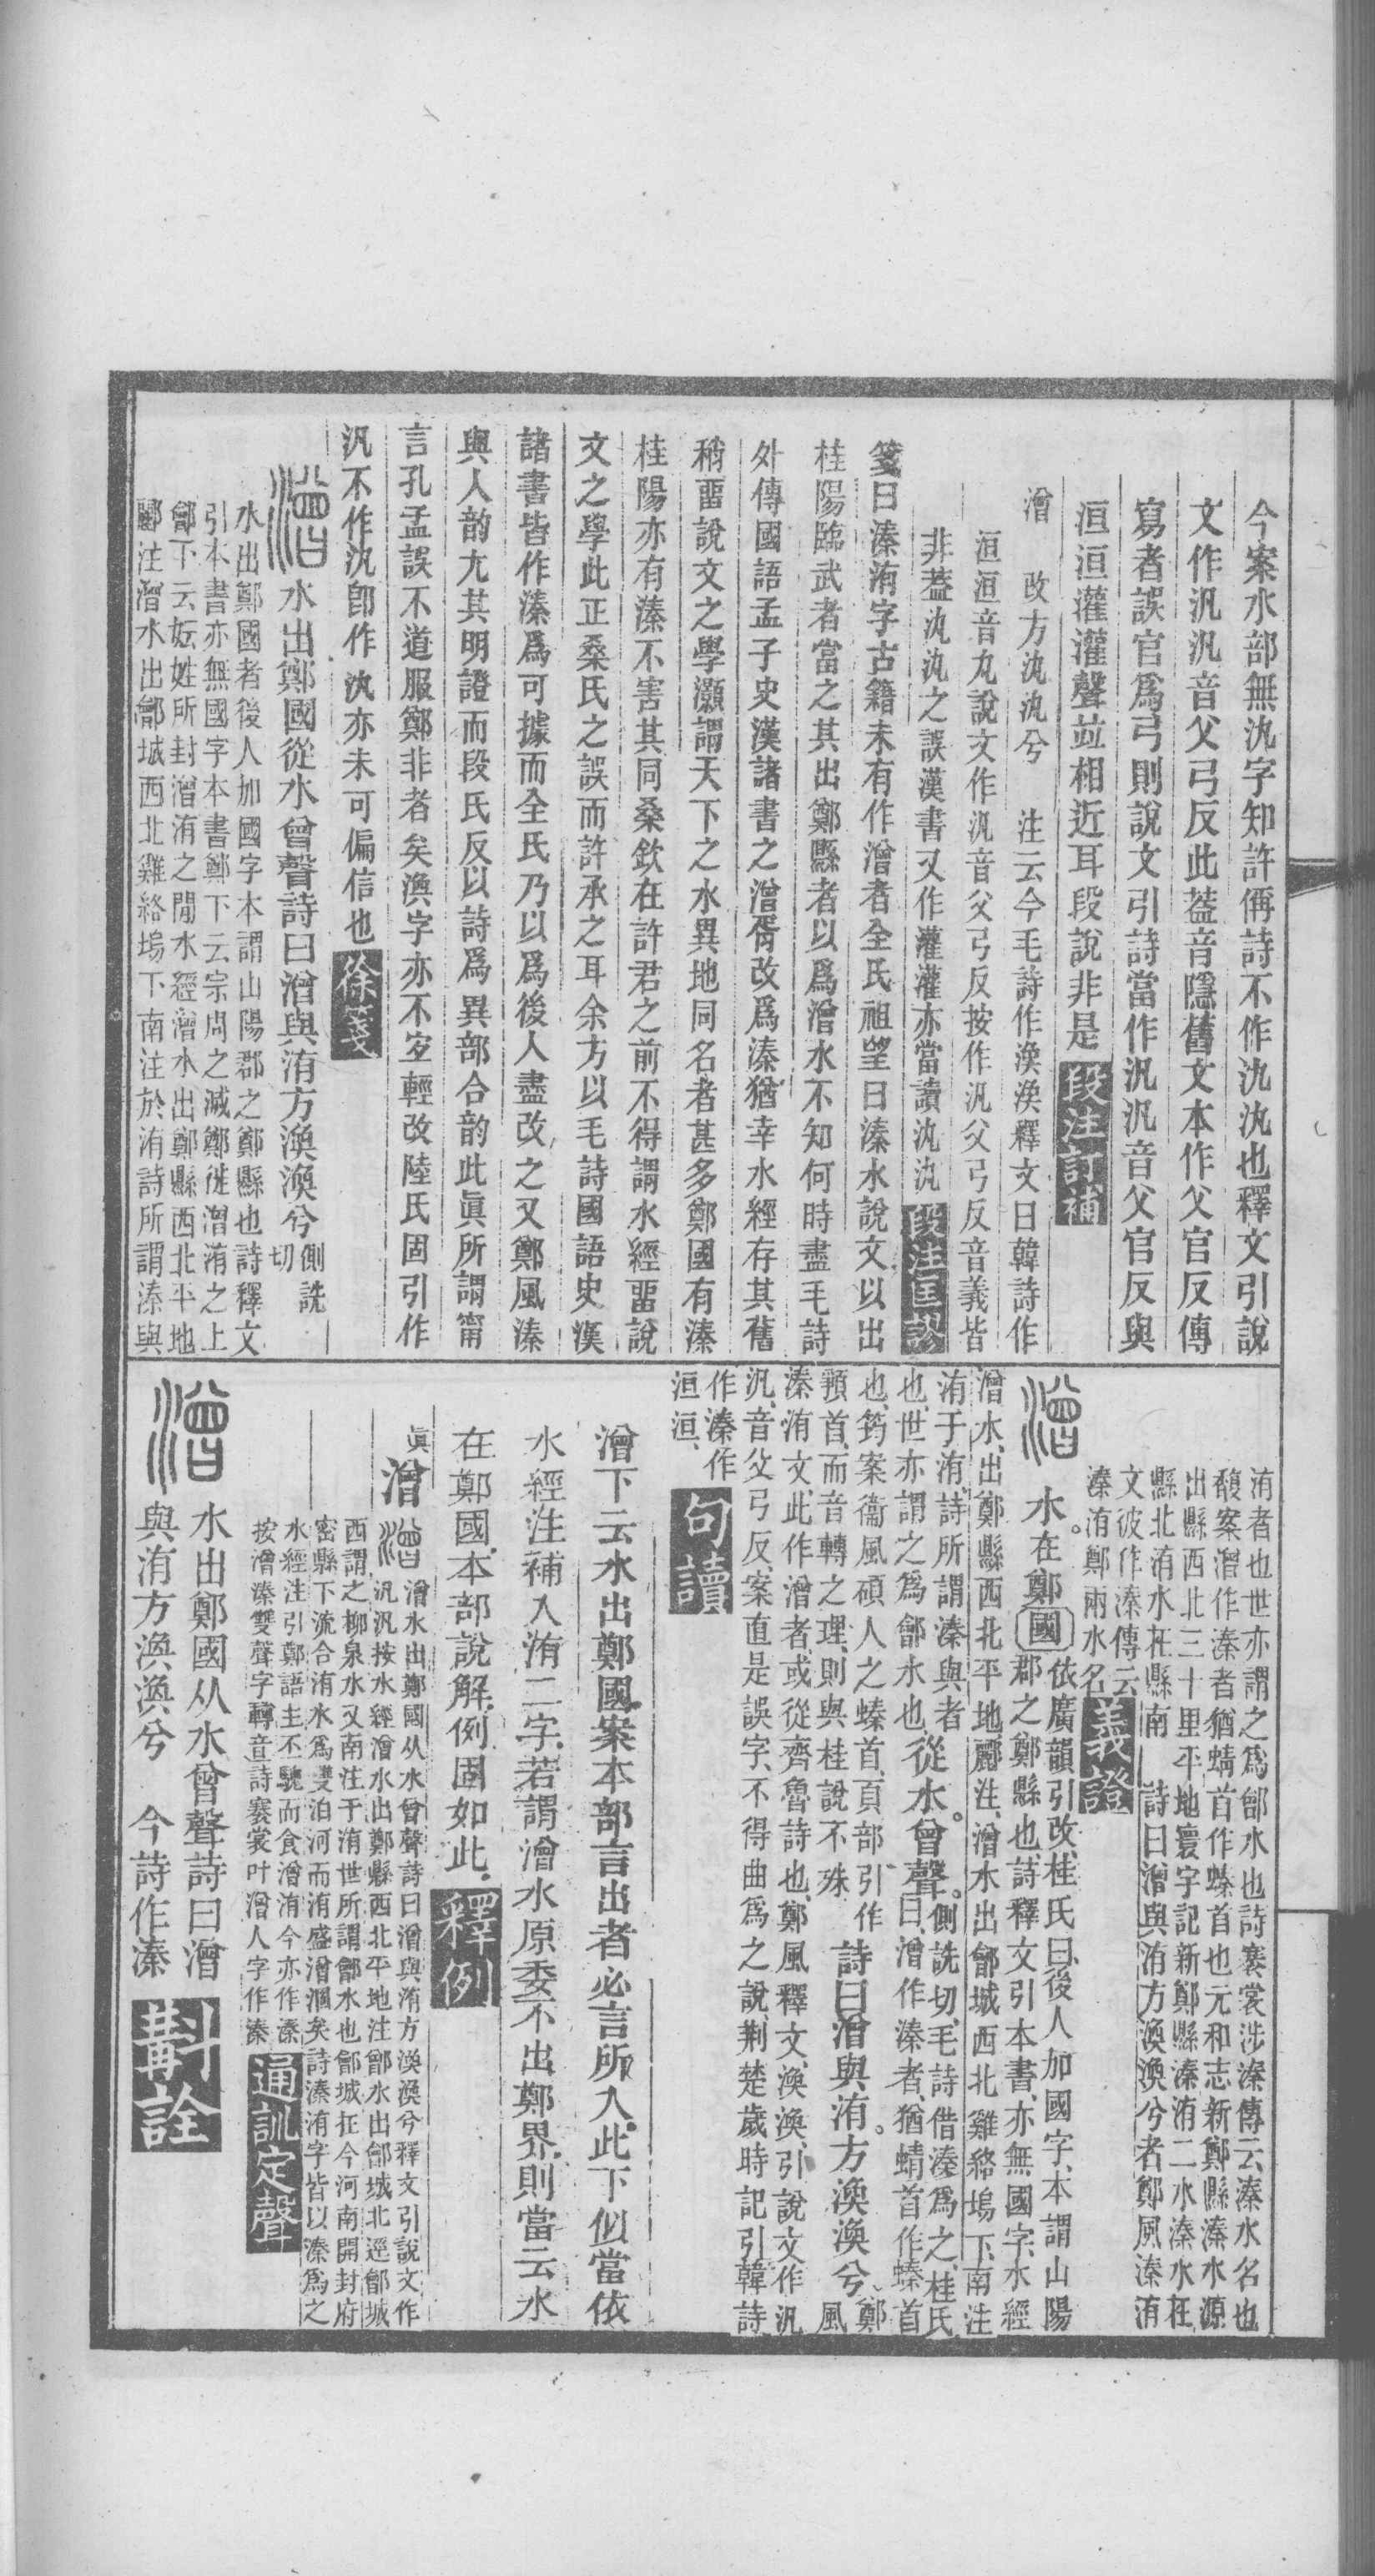 今案水部無汍字知許偁詩不作汍汍也釋文引說
文作汎汎音父弓反此葢音隱舊文本作父官反傳
寫者誤官爲弓則說文引詩當作汎汎音父官反與
洹洹灌灌聲竝相近耳段說非是 段注訂補
潧 改方汍汍兮 注云今毛詩作渙渙釋文曰韓詩作
洹洹音丸說文作汎音父弓反按作汎父弓反音義皆
非葢汍汍之誤漢書又作灌灌亦當讀汍汍 段注匡謬
箋曰溱洧字古籍未有作潧者全氏祖望曰溱水說文以出
桂陽臨武者當之其出鄭縣者以爲潧水不知何時盡毛詩
外傳國語孟子史漢諸書之潧胥改爲溱猶幸水經存其舊
稍畱說文之學灝謂天下之水異地同名者甚多鄭國有溱
桂陽亦有溱不害其同桑欽在許君之前不得謂水經畱說
文之學此正桑氏之誤而許承之耳余方以毛詩國語史漢
諸書皆作溱爲可據而全氏乃以爲後人盡改之又鄭風溱
與人韵尤其明證而段氏反以詩爲異部合韵此眞所謂甯
言孔孟誤不道服鄭非者矣渙字亦不宐輕改陸氏固引作
汎不作汍卽作汍亦未可偏信也 徐箋
潧 水出鄭國從水曾聲詩曰潧與洧方渙渙兮 側詵切
水出鄭國者後人加國字本謂山陽郡之鄭縣也詩釋文
引本書亦無國字本書鄭下云宗周之滅鄭徙潧洧之上
鄶下云妘姓所封潧洧之閒水經潧水出鄭縣西北平地
酈注潧水出鄶城西北雞絡塢下南注於洧詩所謂溱與
洧者也世亦謂之爲鄶水也詩褰裳涉溱傳云溱水名也
馥案潧作溱者猶蜻首作螓首也元和志新鄭縣溱水源
出縣西北三十里平地寰宇記新鄭縣溱洧二水溱水在
縣北洧水在縣南 詩曰潧與洧方渙渙兮者鄭風溱洧
文彼作溱傳云
溱洧鄭兩水名 義證
潧 水在鄭國 依廣韻引改桂氏曰後人加國字本謂山陽
郡之鄭縣也詩釋文引本書亦無國字水經
潧水出鄭縣西北平地酈注潧水出鄶城西北雞絡塢下南注
洧于洧詩所謂溱與者
也世亦謂之爲鄶水也 從水曾聲 側詵切毛詩借溱爲之桂氏
曰潧作溱者猶蜻首作螓首
也筠案衞風碩人之螓首頁部引作
頪首而音轉之理則與桂說不殊 詩曰潧與洧方渙渙兮 鄭風
溱洧文此作潧者或從齊魯詩也鄭風釋文渙渙引說文作汎
汎音父弓反案直是誤字不得曲爲之說荆楚歲時記引韓詩
作溱作
洹洹 句讀
潧下云水出鄭國案本部言出者必言所入此下似當依
水經注補入洧二字若謂潧水原委不出鄭界則當云水
在鄭國本部說解例固如此 釋例
眞 潧 潧 潧水出鄭國从水曾聲詩曰潧與洧方渙渙兮釋文引說文作
汎汎按水經潧水出鄭縣西北平地注鄶水出鄶城北逕鄶城
西謂之柳泉水又南注于洧世所謂鄶水也鄶城在今河南開封府
密縣下流合洧水爲雙泊河而洧盛潧涸矣詩溱洧字皆以溱爲之
水經注引鄭語主芣騩而食潧洧今亦作溱
按潧溱雙聲字轉音詩褰裳叶潧人字作溱 通訓定聲
潧 水出鄭國从水曾聲詩曰潧
與洧方渙渙兮 今詩作溱 斠詮